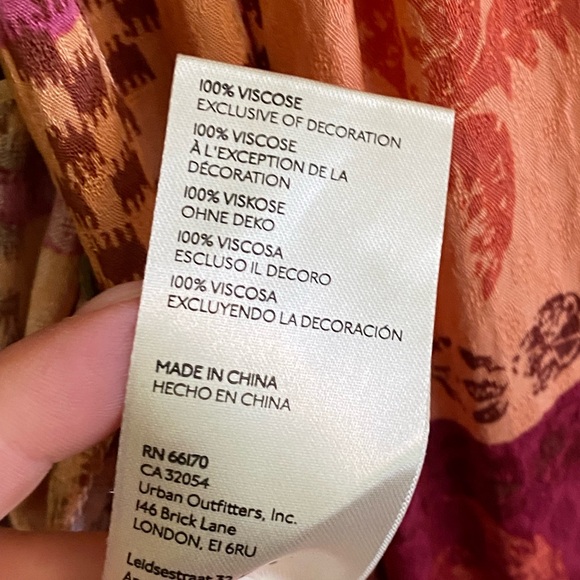 100% VISCOSE
EXCLUSIVE OF DECORATION
100% VISCOSE
À L'EXCEPTION DE LA
DÉCORATION
100% VISKOSE
OHNE DEKO
100% VISCOSA
ESCLUSO IL DECORO
100% VISCOSA
EXCLUYENDO LA DECORACIÓN
MADE IN CHINA
HECHO EN CHINA
RN 66170
CA 32054
Urban Outfitters, Inc.
146 Brick Lane
LONDON, E1 6RU
Leidsestraat